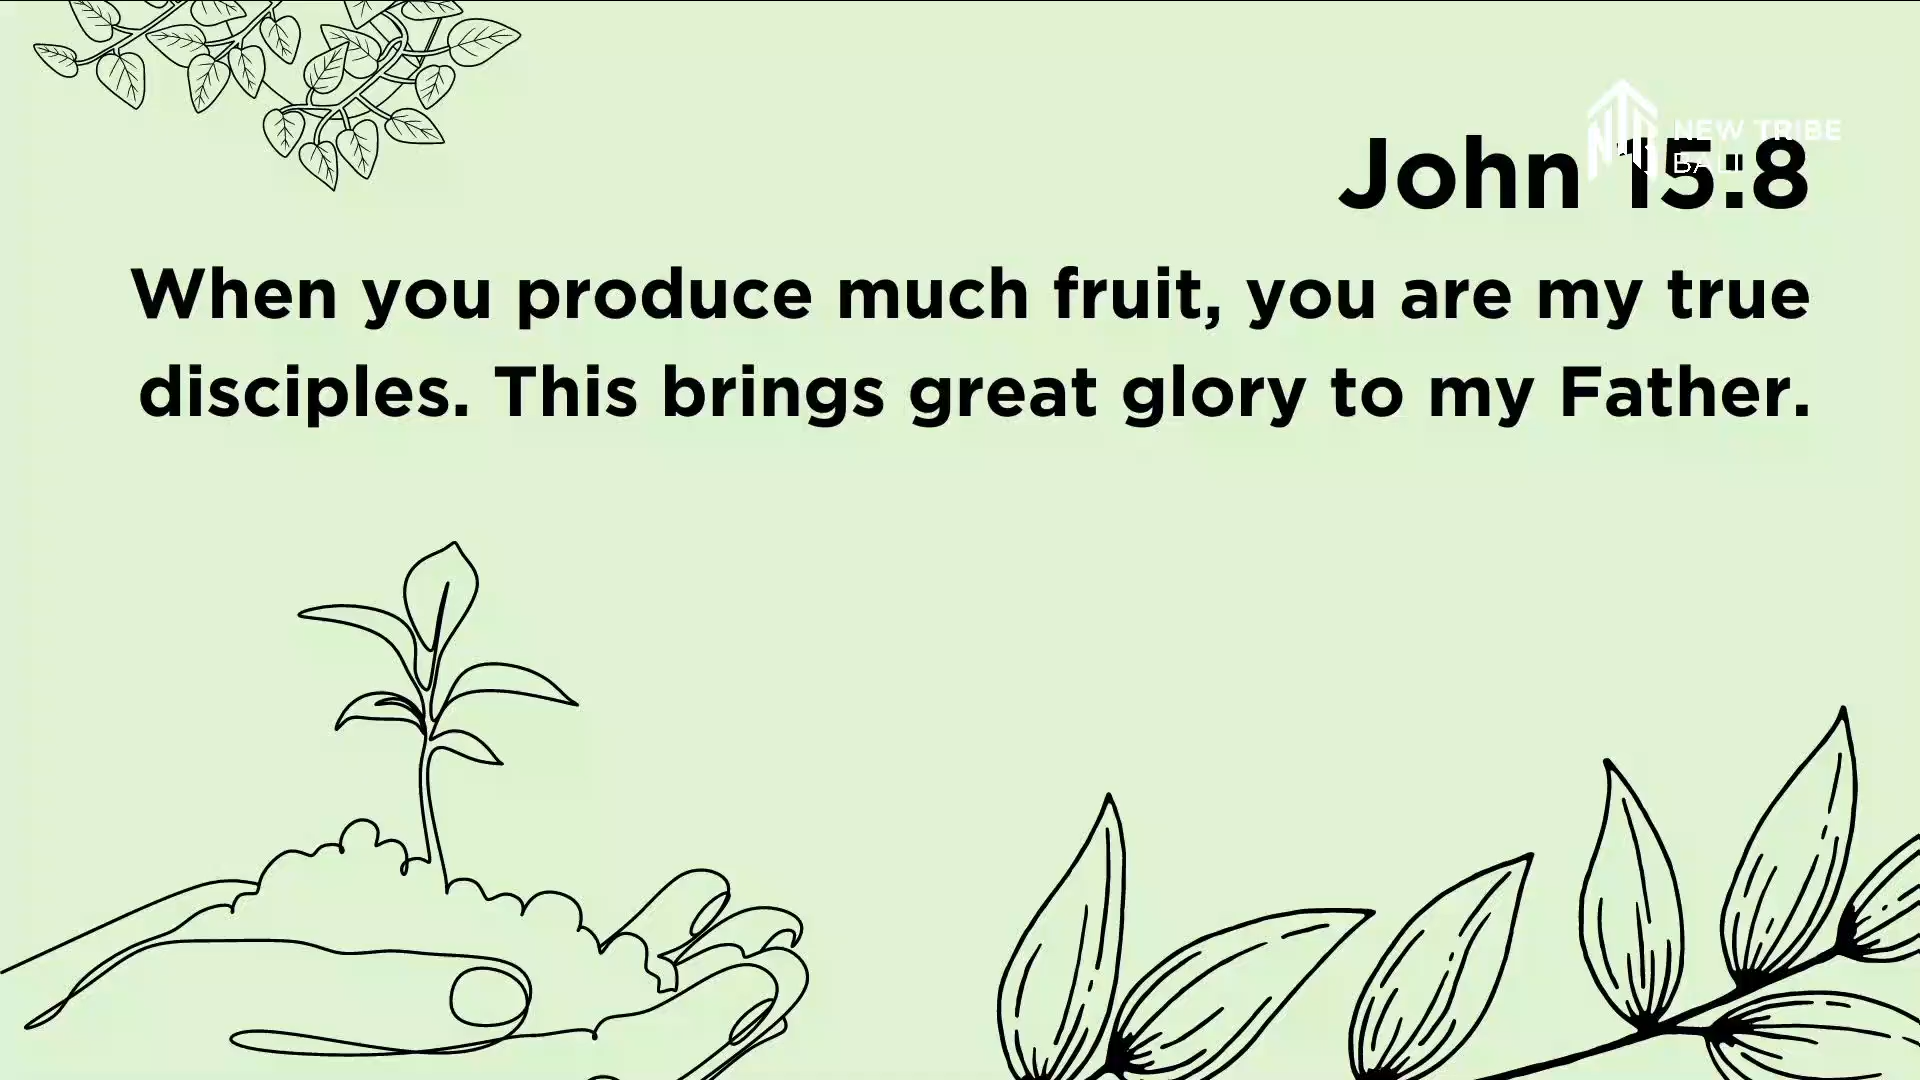 NEW TRIBE
BALI
John 15:8
When you produce much fruit, you are my true
disciples. This brings great glory to my Father.